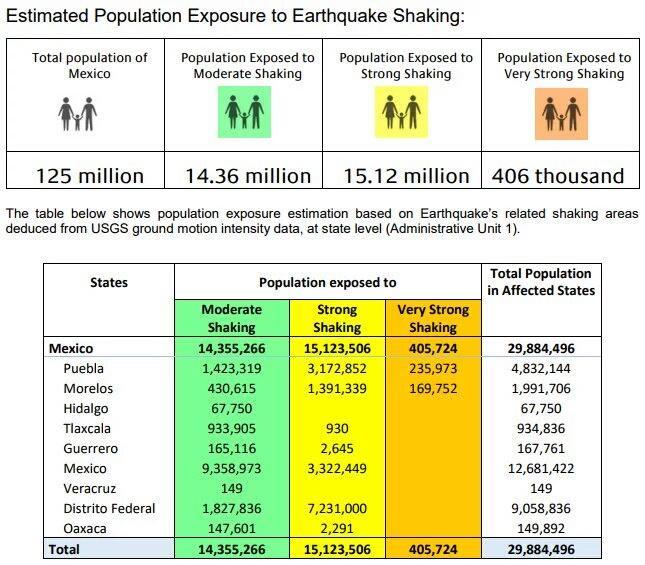 Estimated Population Exposure to Earthquake Shaking:
Total population of Mexico | Population Exposed to Moderate Shaking | Population Exposed to Strong Shaking | Population Exposed to Very Strong Shaking
125 million | 14.36 million | 15.12 million | 406 thousand
The table below shows population exposure estimation based on Earthquake's related shaking areas
deduced from USGS ground motion intensity data, at state level (Administrative Unit 1).
States | Population exposed to | Total Population in Affected States
Moderate Shaking | Strong Shaking | Very Strong Shaking
Mexico 14,355,266 15,123,506 405,724 29,884,496
Puebla 1,423,319 3,172,852 235,973 4,832,144
Morelos 430,615 1,391,339 169,752 1,991,706
Hidalgo 67,750 67,750
Tlaxcala 933,905 930 934,836
Guerrero 165,116 2,645 167,761
Mexico 9,358,973 3,322,449 12,681,422
Veracruz 149 149
Distrito Federal 1,827,836 7,231,000 9,058,836
Oaxaca 147,601 2,291 149,892
Total 14,355,266 15,123,506 405,724 29,884,496